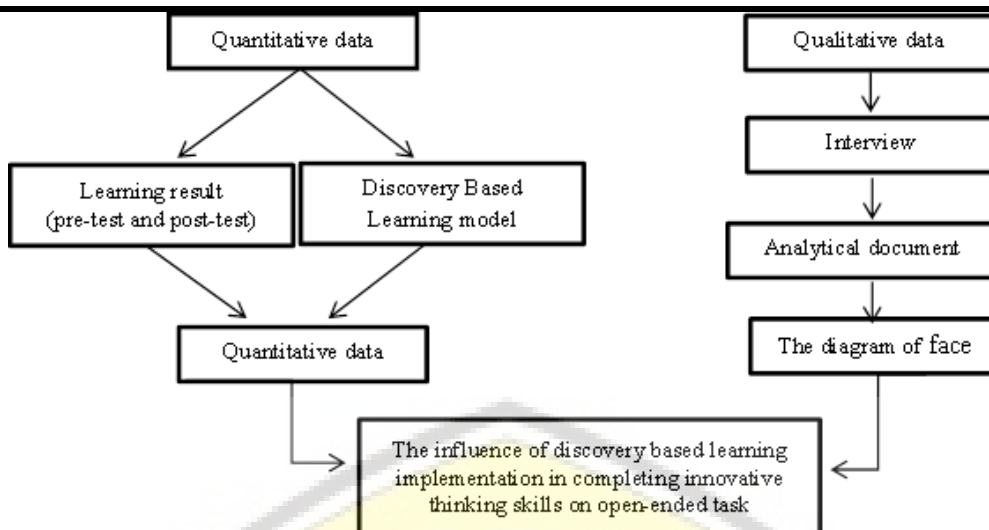 Quantitative data
Qualitative data
Interview
Learning result
(pre-test and post-test)
Discovery Based
Learning model
Analytical document
Quantitative data
The diagram of face
The influence of discovery based learning
implementation in completing innovative
thinking skills on open-ended task